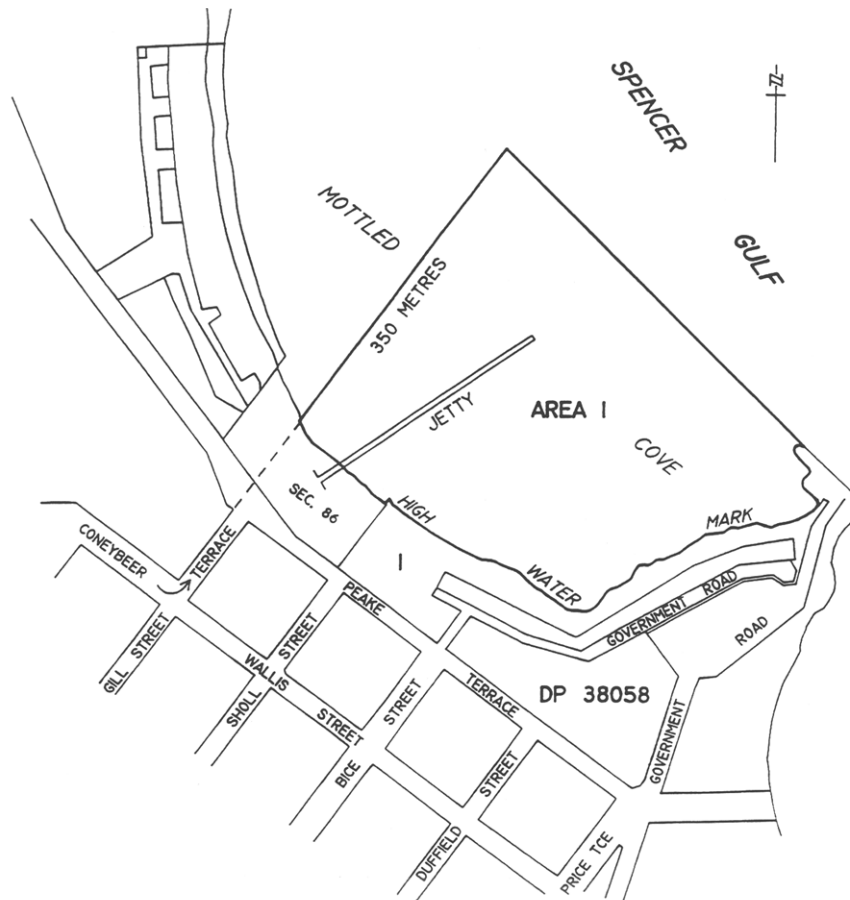 SPENCER
GULF
MOTTLED
COVE
350 METRES
JETTY
AREA 1
SEC. 86
HIGH
WATER
MARK
1
CONEYBEER
TERRACE
PEAKE
TERRACE
GOVERNMENT ROAD
GOVERNMENT
ROAD
DP 38058
GILL STREET
SHOLL
STREET
WALLIS
STREET
BICE
STREET
DUFFIELD
STREET
PRICE TCE